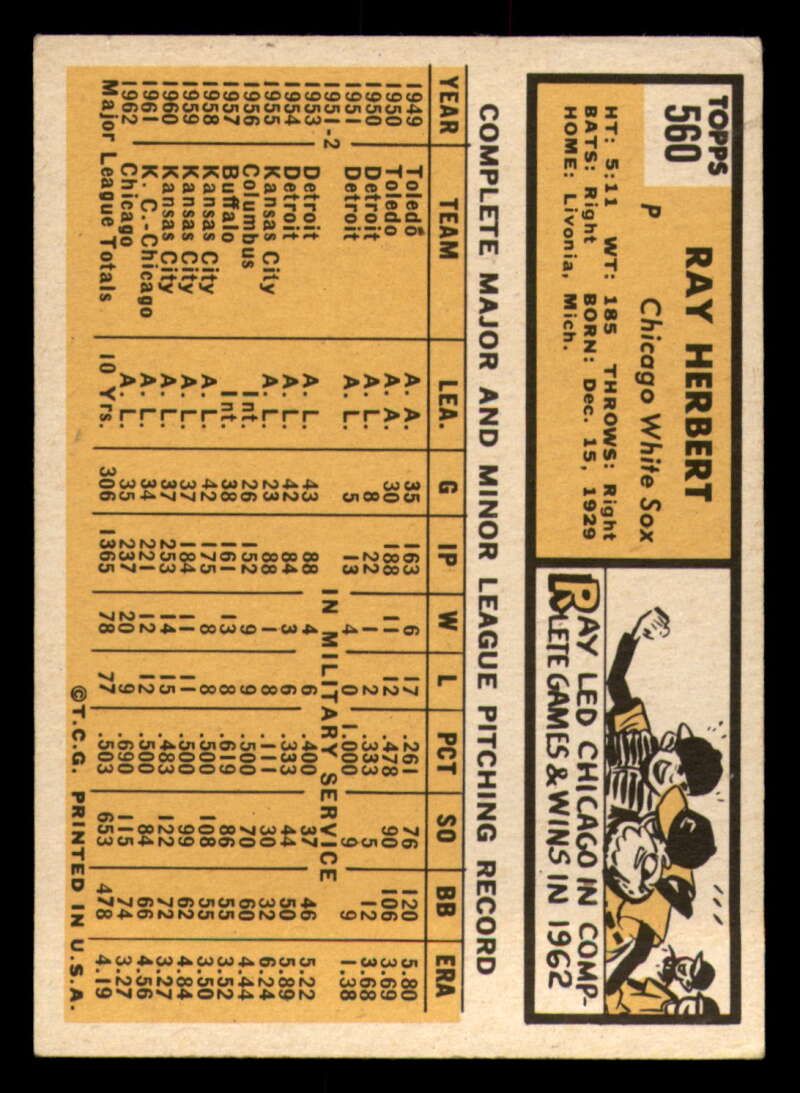 TOPPS
560
RAY HERBERT
P Chicago White Sox
HT: 5:11 WT: 185 THROWS: Right
BATS: Right BORN: Dec. 15, 1929
HOME: Livonia, Mich.
RAY LED CHICAGO IN COMP-
LETE GAMES & WINS IN 1962
COMPLETE MAJOR AND MINOR LEAGUE PITCHING RECORD
YEAR TEAM LEA. G IP W L PCT SO BB ERA
1949 Toledo A. A. 35 163 6 17 .261 76 120 5.80
1950 Toledo A. A. 30 188 11 12 .478 90 106 3.69
1950 Detroit A. L. 8 22 1 2 .333 5 12 3.68
1951 Detroit A. L. 5 13 4 0 1.000 9 9 1.38
1951-2 IN MILITARY SERVICE
1953 Detroit A. L. 43 88 4 6 .400 37 46 5.22
1954 Detroit A. L. 42 84 3 6 .333 44 50 5.89
1955 Kansas City A. L. 23 88 1 8 .111 30 32 6.24
1956 Columbus Int. 26 152 9 9 .500 70 60 4.44
1957 Buffalo Int. 38 161 13 8 .619 86 55 3.52
1958 Kansas City A. L. 42 175 8 8 .500 108 55 3.50
1959 Kansas City A. L. 37 184 11 11 .500 99 62 4.84
1960 Kansas City A. L. 37 253 14 15 .483 122 72 3.27
1961 K. C.-Chicago A. L. 34 221 12 12 .500 84 66 4.56
1962 Chicago A. L. 35 237 20 9 .690 115 74 3.27
Major League Totals 10 Yrs. 306 1365 78 77 .503 653 478 4.19
©T.C.G. PRINTED IN U.S.A.